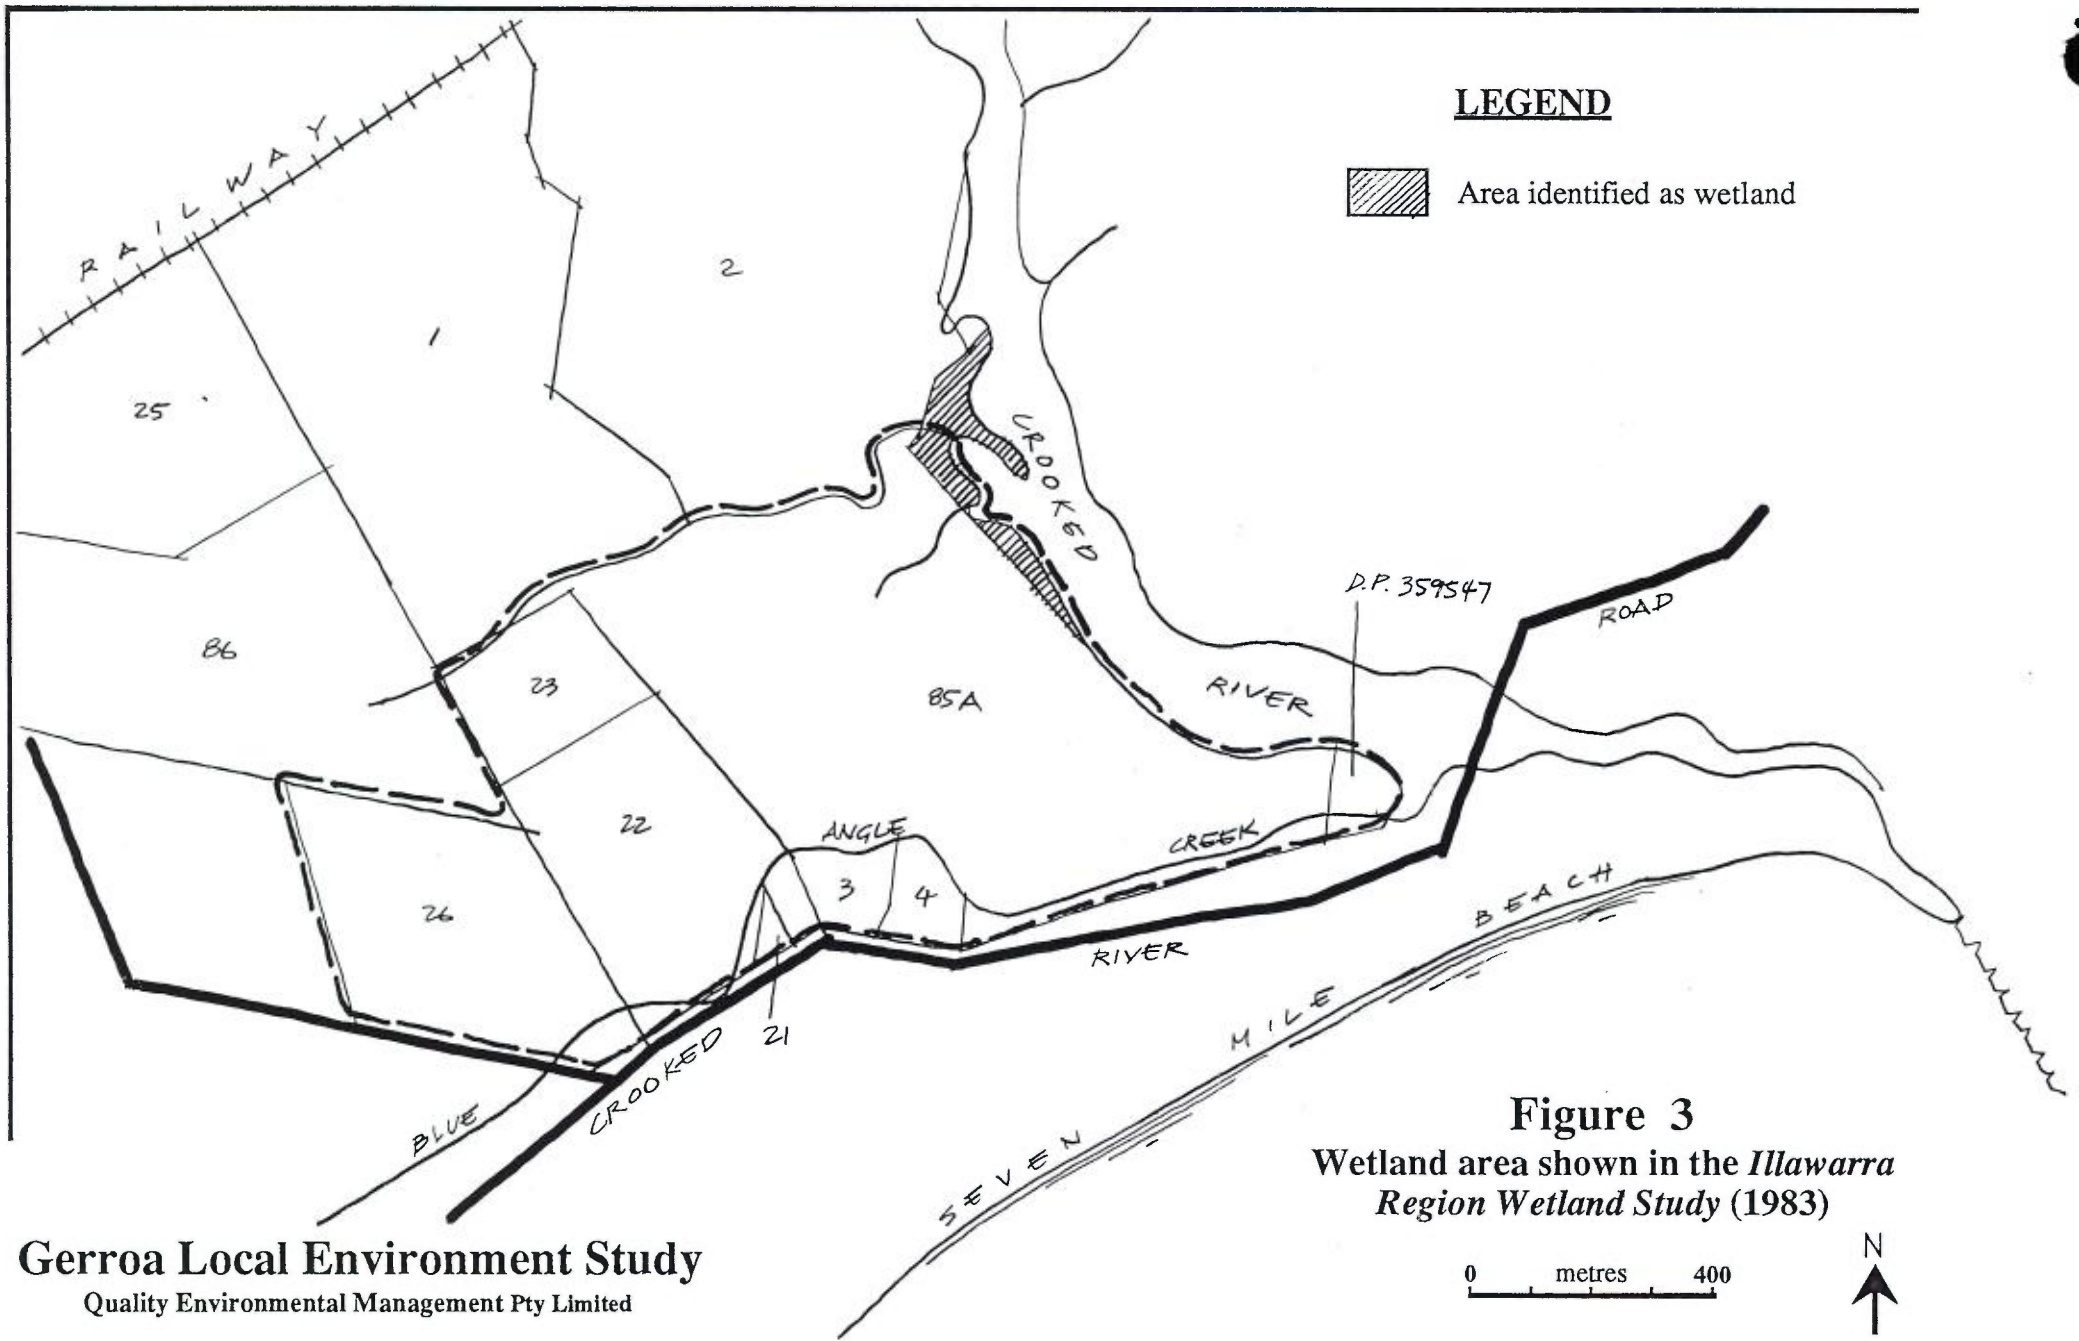 LEGEND
Area identified as wetland
RAILWAY
2
1
25
CROOKED
RIVER
D.P. 359547
ROAD
86
23
85A
22
ANGLE
CREEK
3
4
26
RIVER
21
CROOKED
BLUE
SEVEN MILE BEACH
Figure 3
Wetland area shown in the Illawarra
Region Wetland Study (1983)
0 metres 400
N
Gerroa Local Environment Study
Quality Environmental Management Pty Limited